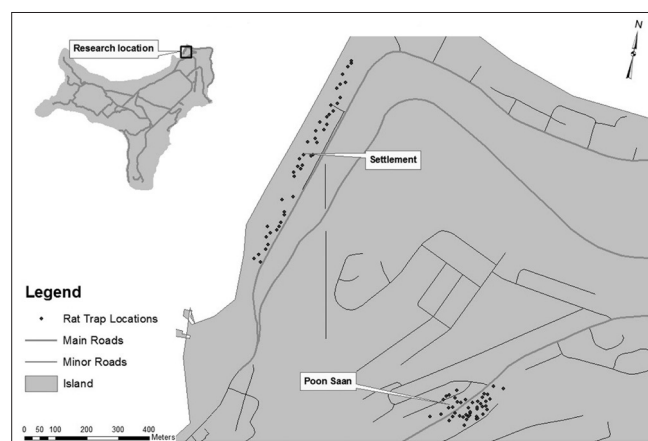 Research location
N
Settlement
Legend
Rat Trap Locations
Main Roads
Minor Roads
Island
Poon Saan
0 50 100 200 300 400
Meters